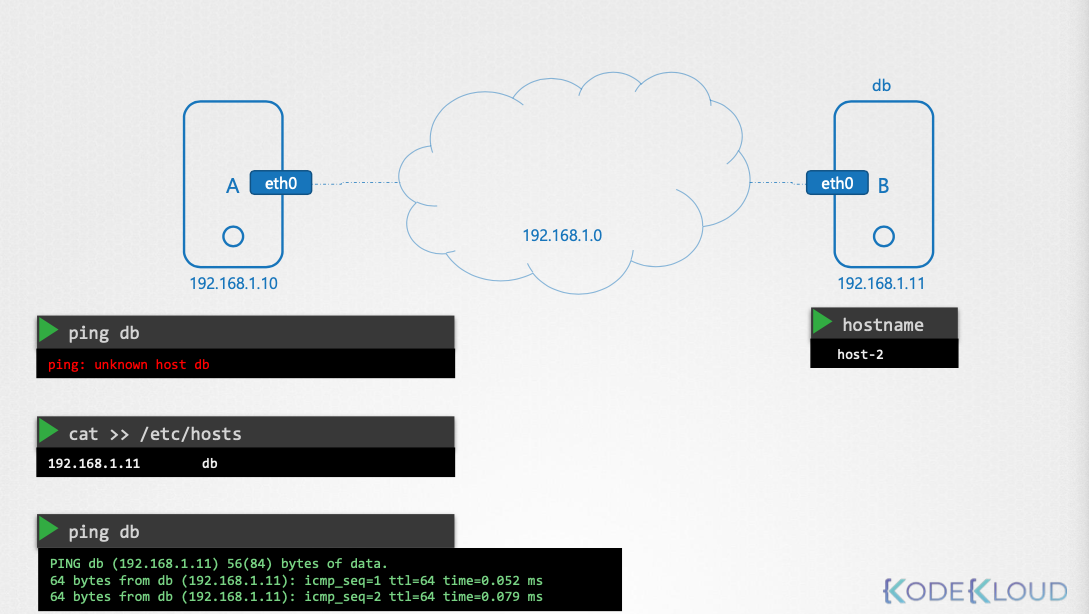 db
A
eth0
eth0
B
192.168.1.0
192.168.1.10
192.168.1.11
ping db
ping: unknown host db
hostname
host-2
cat >> /etc/hosts
192.168.1.11 db
ping db
PING db (192.168.1.11) 56(84) bytes of data.
64 bytes from db (192.168.1.11): icmp_seq=1 ttl=64 time=0.052 ms
64 bytes from db (192.168.1.11): icmp_seq=2 ttl=64 time=0.079 ms
KODEKLOUD